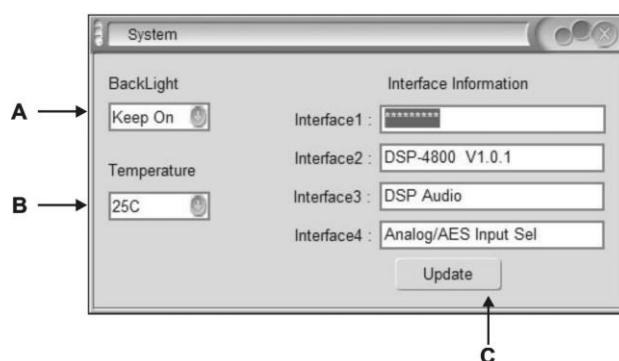 System
BackLight
Interface Information
A
Keep On
Interface1 : *********
Interface2 : DSP-4800 V1.0.1
Temperature
B
25C
Interface3 : DSP Audio
Interface4 : Analog/AES Input Sel
Update
C